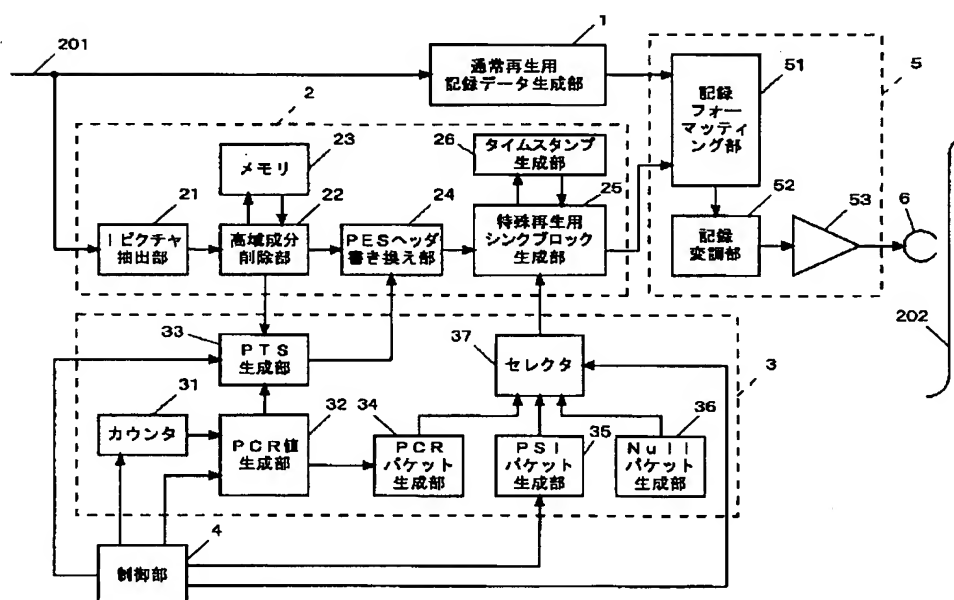 201
1
通常再生用
記録データ生成部
5
51
記録
フォー
マッティ
ング部
2
23
メモリ
26
タイムスタンプ
生成部
21
Iピクチャ
抽出部
22
高域成分
削除部
24
PESヘッダ
書き換え部
25
特殊再生用
シンクブロック
生成部
52
記録
変調部
53
6
202
33
PTS
生成部
37
セレクタ
3
31
カウンタ
32
PCR値
生成部
34
PCR
パケット
生成部
35
PSI
パケット
生成部
36
Null
パケット
生成部
4
制御部